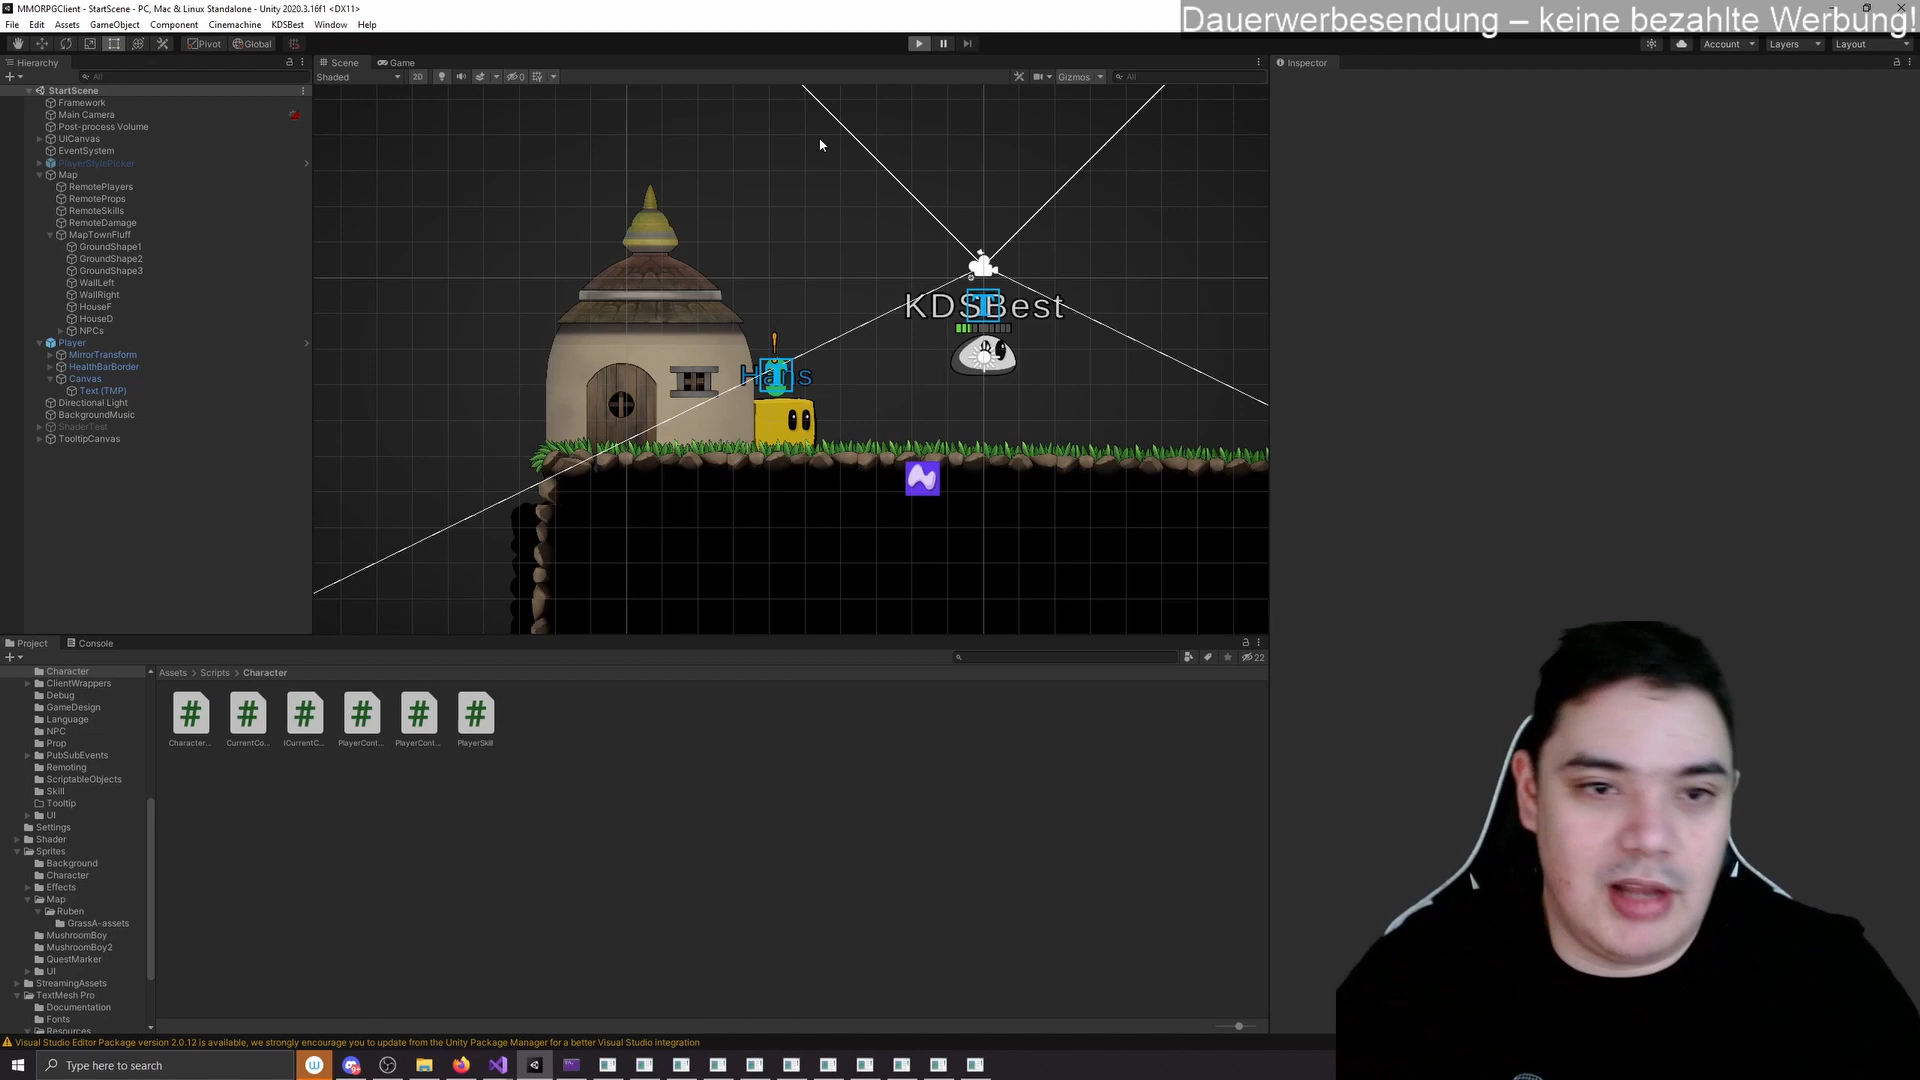 MMORPGClient - StartScene - PC, Mac & Linux Standalone - Unity 2020.3.16f1 <DX11>
Dauerwerbesendung – keine bezahlte Werbung!
File Edit Assets GameObject Component Cinemachine KDSBest Window Help
Pivot Global
Account Layers Layout
Hierarchy
Scene Game
Inspector
All
Shaded 2D 0 Gizmos All
StartScene
Framework
Main Camera
Post-process Volume
UICanvas
EventSystem
PlayerStylePicker
Map
RemotePlayers
RemoteProps
RemoteSkills
RemoteDamage
MapTownFluff
GroundShape1
GroundShape2
GroundShape3
WallLeft
WallRight
HouseF
HouseD
NPCs
Player
MirrorTransform
HealthBarBorder
Canvas
Text (TMP)
Directional Light
BackgroundMusic
ShaderTest
TooltipCanvas
KDSBest
Hans
Project Console
22
Assets > Scripts > Character
Character
ClientWrappers
Debug
GameDesign
Language
NPC
Prop
PubSubEvents
Remoting
ScriptableObjects
Skill
Tooltip
UI
Settings
Shader
Sprites
Background
Character
Effects
Map
Ruben
GrassA-assets
MushroomBoy
MushroomBoy2
QuestMarker
UI
StreamingAssets
TextMesh Pro
Documentation
Fonts
Resources
Character... CurrentCo... ICurrentC... PlayerCont... PlayerCont... PlayerSkill
Visual Studio Editor Package version 2.0.12 is available, we strongly encourage you to update from the Unity Package Manager for a better Visual Studio integration
Type here to search